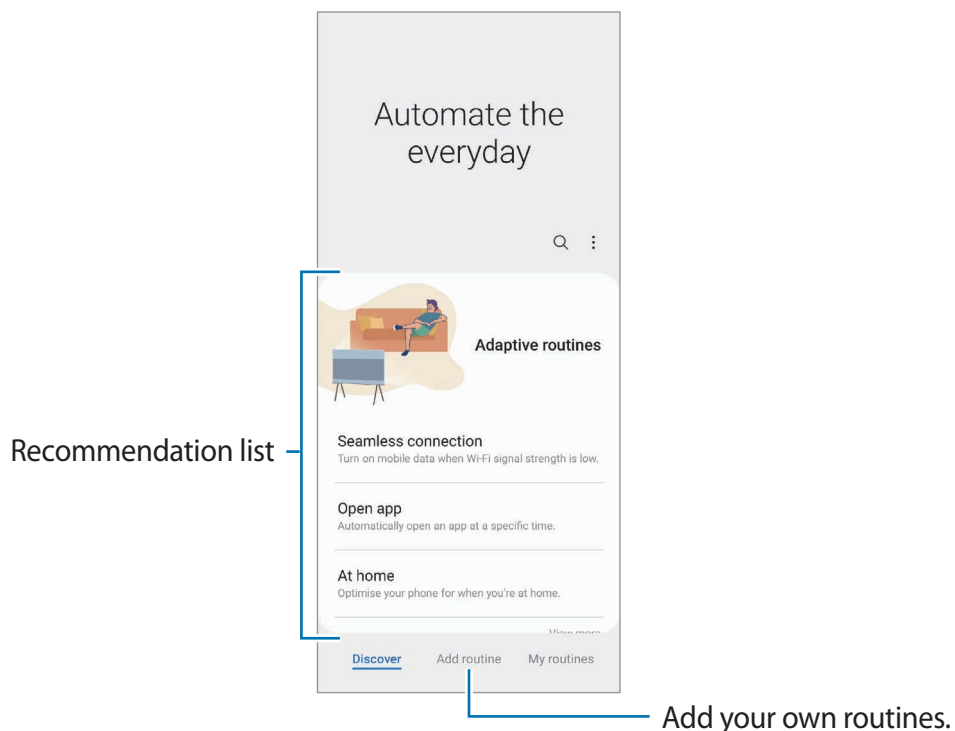 Automate the
everyday
Adaptive routines
Recommendation list
Seamless connection
Turn on mobile data when Wi-Fi signal strength is low.
Open app
Automatically open an app at a specific time.
At home
Optimise your phone for when you're at home.
View more
Discover Add routine My routines
Add your own routines.